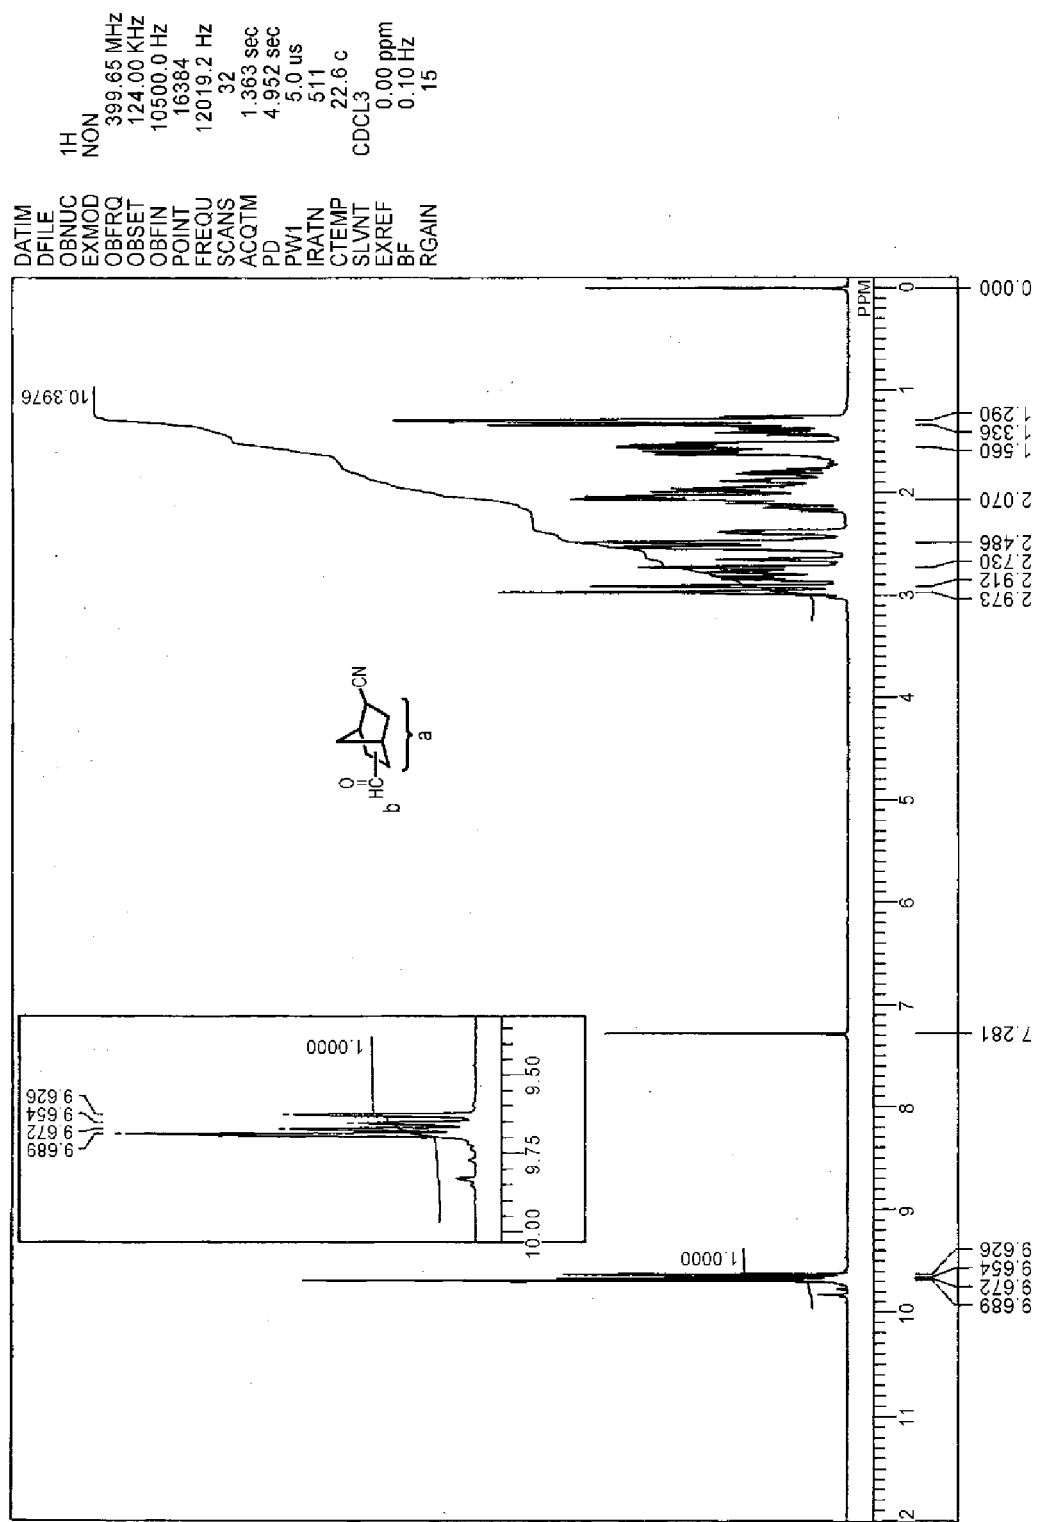 DATIM
DFILE
OBNUC 1H
EXMOD NON
OBFRQ 399.65 MHz
OBSET 124.00 KHz
OBFIN 10500.0 Hz
POINT 16384
FREQU 12019.2 Hz
SCANS 32
ACQTM 1.363 sec
PD 4.952 sec
PW1 5.0 us
IRATN 511
CTEMP 22.6 c
SLVNT CDCL3
EXREF 0.00 ppm
BF 0.10 Hz
RGAIN 15
9.689
9.672
9.654
9.626
1.0000
10.00 9.75 9.50
10.3976
O
HC
b
CN
a
1.0000
PPM
2 11 10 9 8 7 6 5 4 3 2 1 0
9.689
9.672
9.654
9.626
7.281
2.973
2.912
2.730
2.486
2.070
1.560
1.336
1.290
0.000